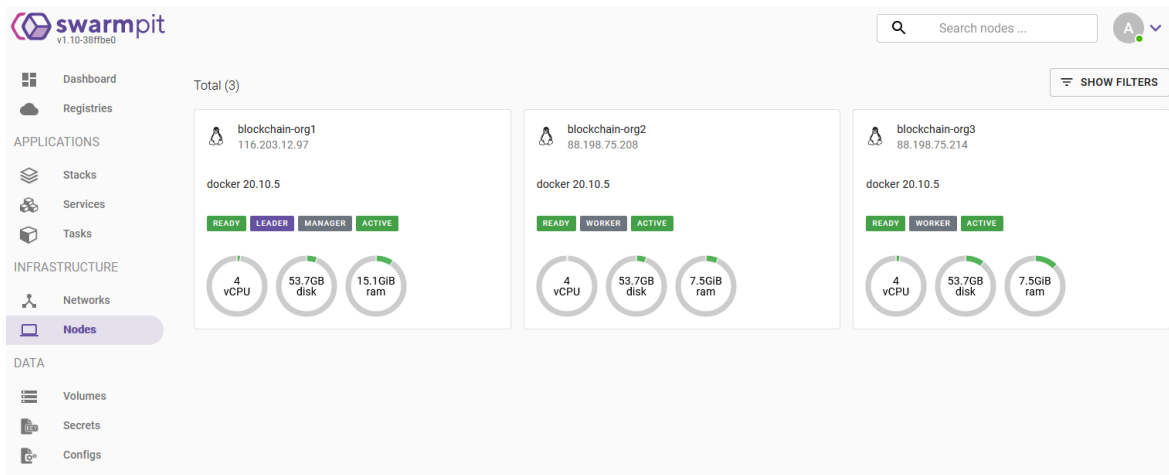 swarmpit
v1.10-38ffbe0
Search nodes ...
A
Dashboard
Registries
APPLICATIONS
Stacks
Services
Tasks
INFRASTRUCTURE
Networks
Nodes
DATA
Volumes
Secrets
Configs
Total (3)
SHOW FILTERS
blockchain-org1
116.203.12.97
docker 20.10.5
READY LEADER MANAGER ACTIVE
4
vCPU
53.7GB
disk
15.1GiB
ram
blockchain-org2
88.198.75.208
docker 20.10.5
READY WORKER ACTIVE
4
vCPU
53.7GB
disk
7.5GiB
ram
blockchain-org3
88.198.75.214
docker 20.10.5
READY WORKER ACTIVE
4
vCPU
53.7GB
disk
7.5GiB
ram